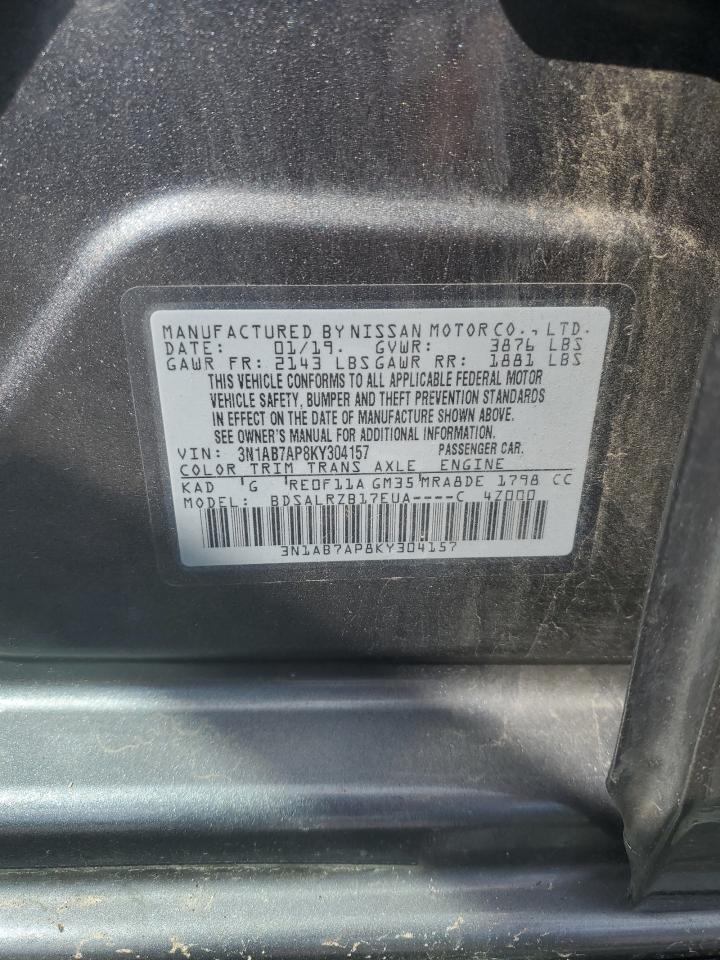 MANUFACTURED BY NISSAN MOTOR CO., LTD.
DATE: 01/19. GVWR: 3876 LBS
GAWR FR: 2143 LBS GAWR RR: 1881 LBS
THIS VEHICLE CONFORMS TO ALL APPLICABLE FEDERAL MOTOR
VEHICLE SAFETY, BUMPER AND THEFT PREVENTION STANDARDS
IN EFFECT ON THE DATE OF MANUFACTURE SHOWN ABOVE.
SEE OWNER'S MANUAL FOR ADDITIONAL INFORMATION.
VIN: 3N1AB7AP8KY304157 PASSENGER CAR.
COLOR TRIM TRANS AXLE ENGINE
KAD G RE0F11A GM35 MRA8DE 1798 CC
MODEL: BDSALRZB17EUA----C 4Z000
3N1AB7AP8KY304157